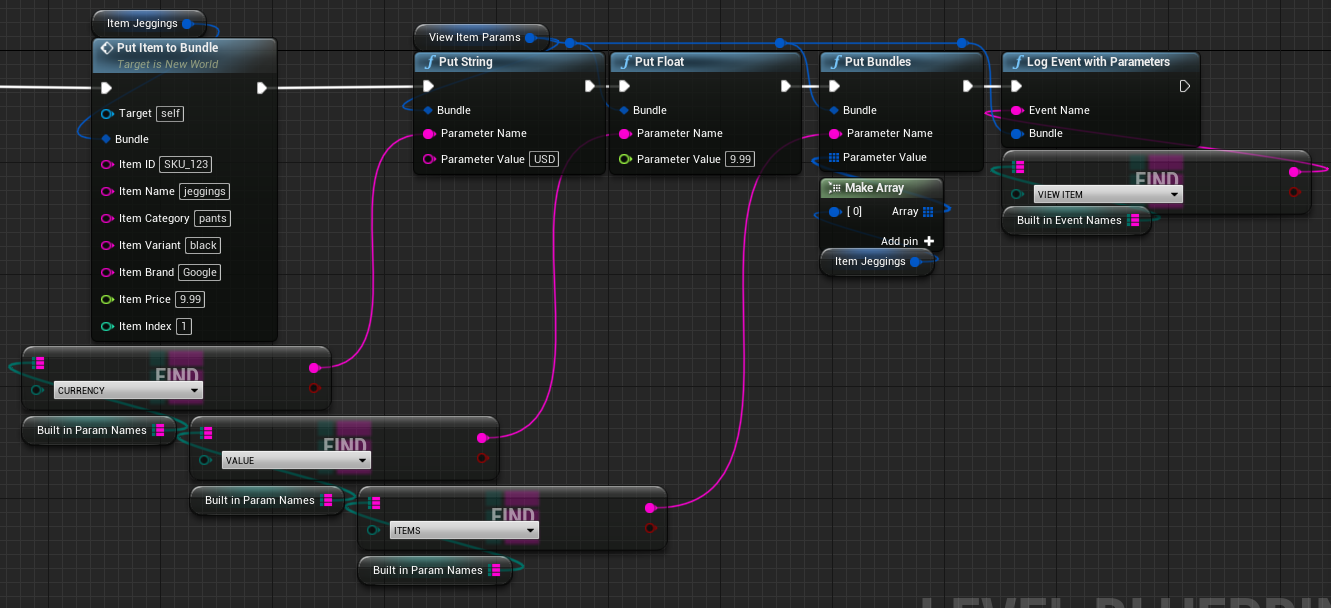 Item Jeggings
Put Item to Bundle
Target is New World
Target self
Bundle
Item ID SKU_123
Item Name jeggings
Item Category pants
Item Variant black
Item Brand Google
Item Price 9.99
Item Index 1
View Item Params
f Put String
Bundle
Parameter Name
Parameter Value USD
f Put Float
Bundle
Parameter Name
Parameter Value 9.99
f Put Bundles
Bundle
Parameter Name
Parameter Value
Make Array
[ 0] Array
Add pin
Item Jeggings
f Log Event with Parameters
Event Name
Bundle
FIND
VIEW ITEM
Built in Event Names
FIND
CURRENCY
Built in Param Names
FIND
VALUE
Built in Param Names
FIND
ITEMS
Built in Param Names